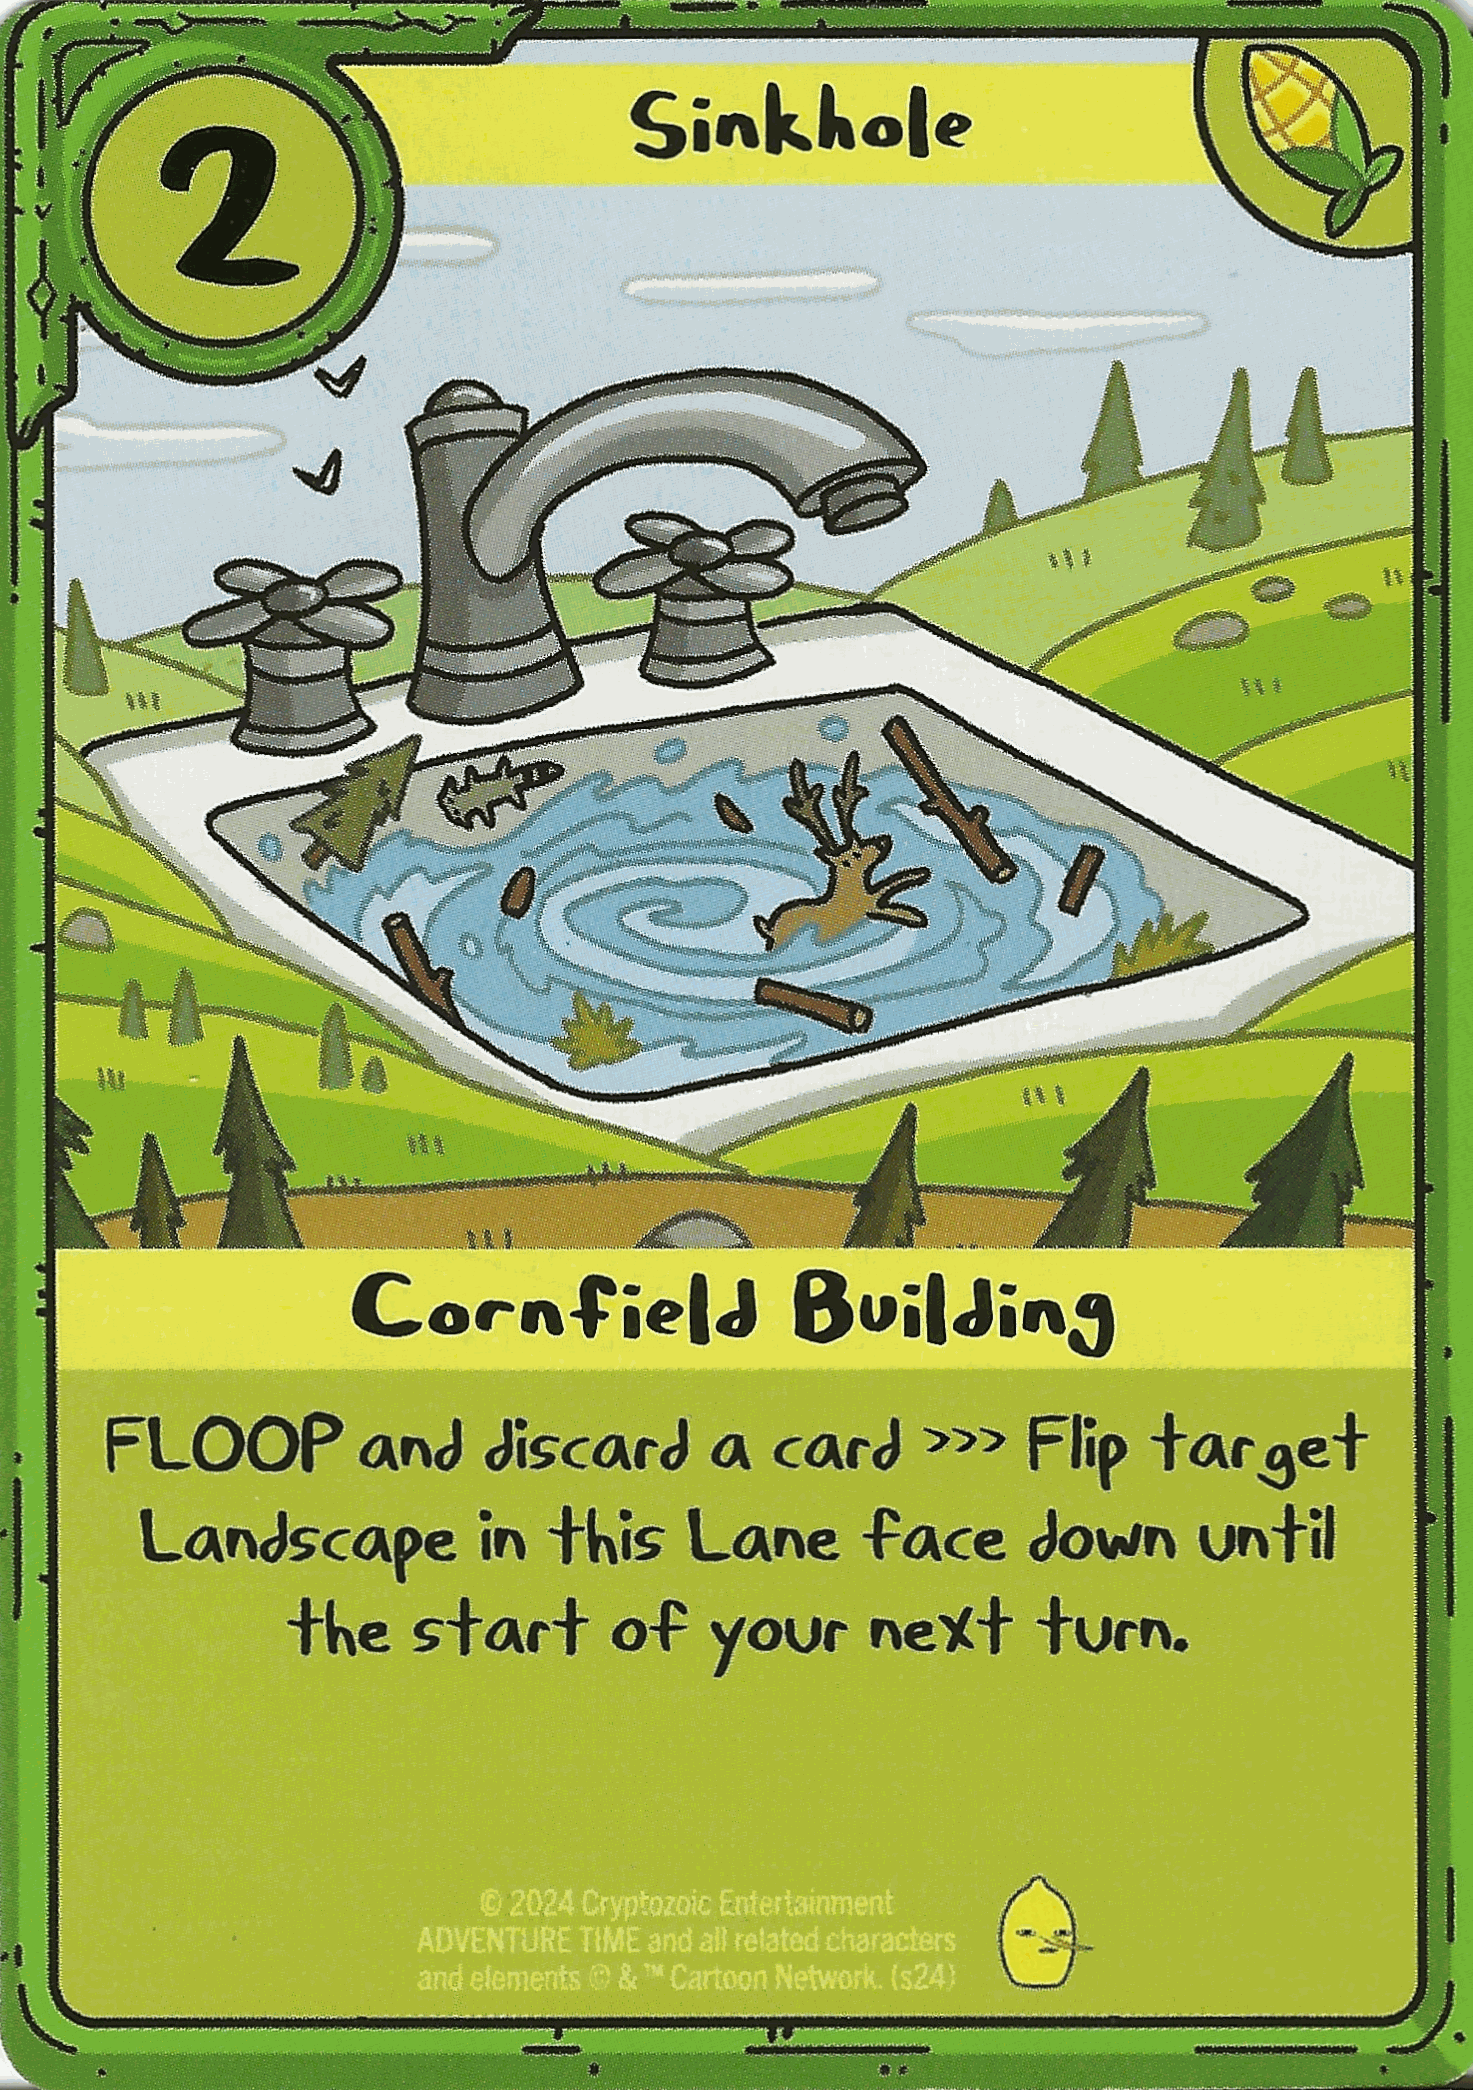 2
Sinkhole
Cornfield Building
FLOOP and discard a card >>> Flip target
Landscape in this Lane face down until
the start of your next turn.
© 2024 Cryptozoic Entertainment
ADVENTURE TIME and all related characters
and elements © & ™ Cartoon Network. (s24)